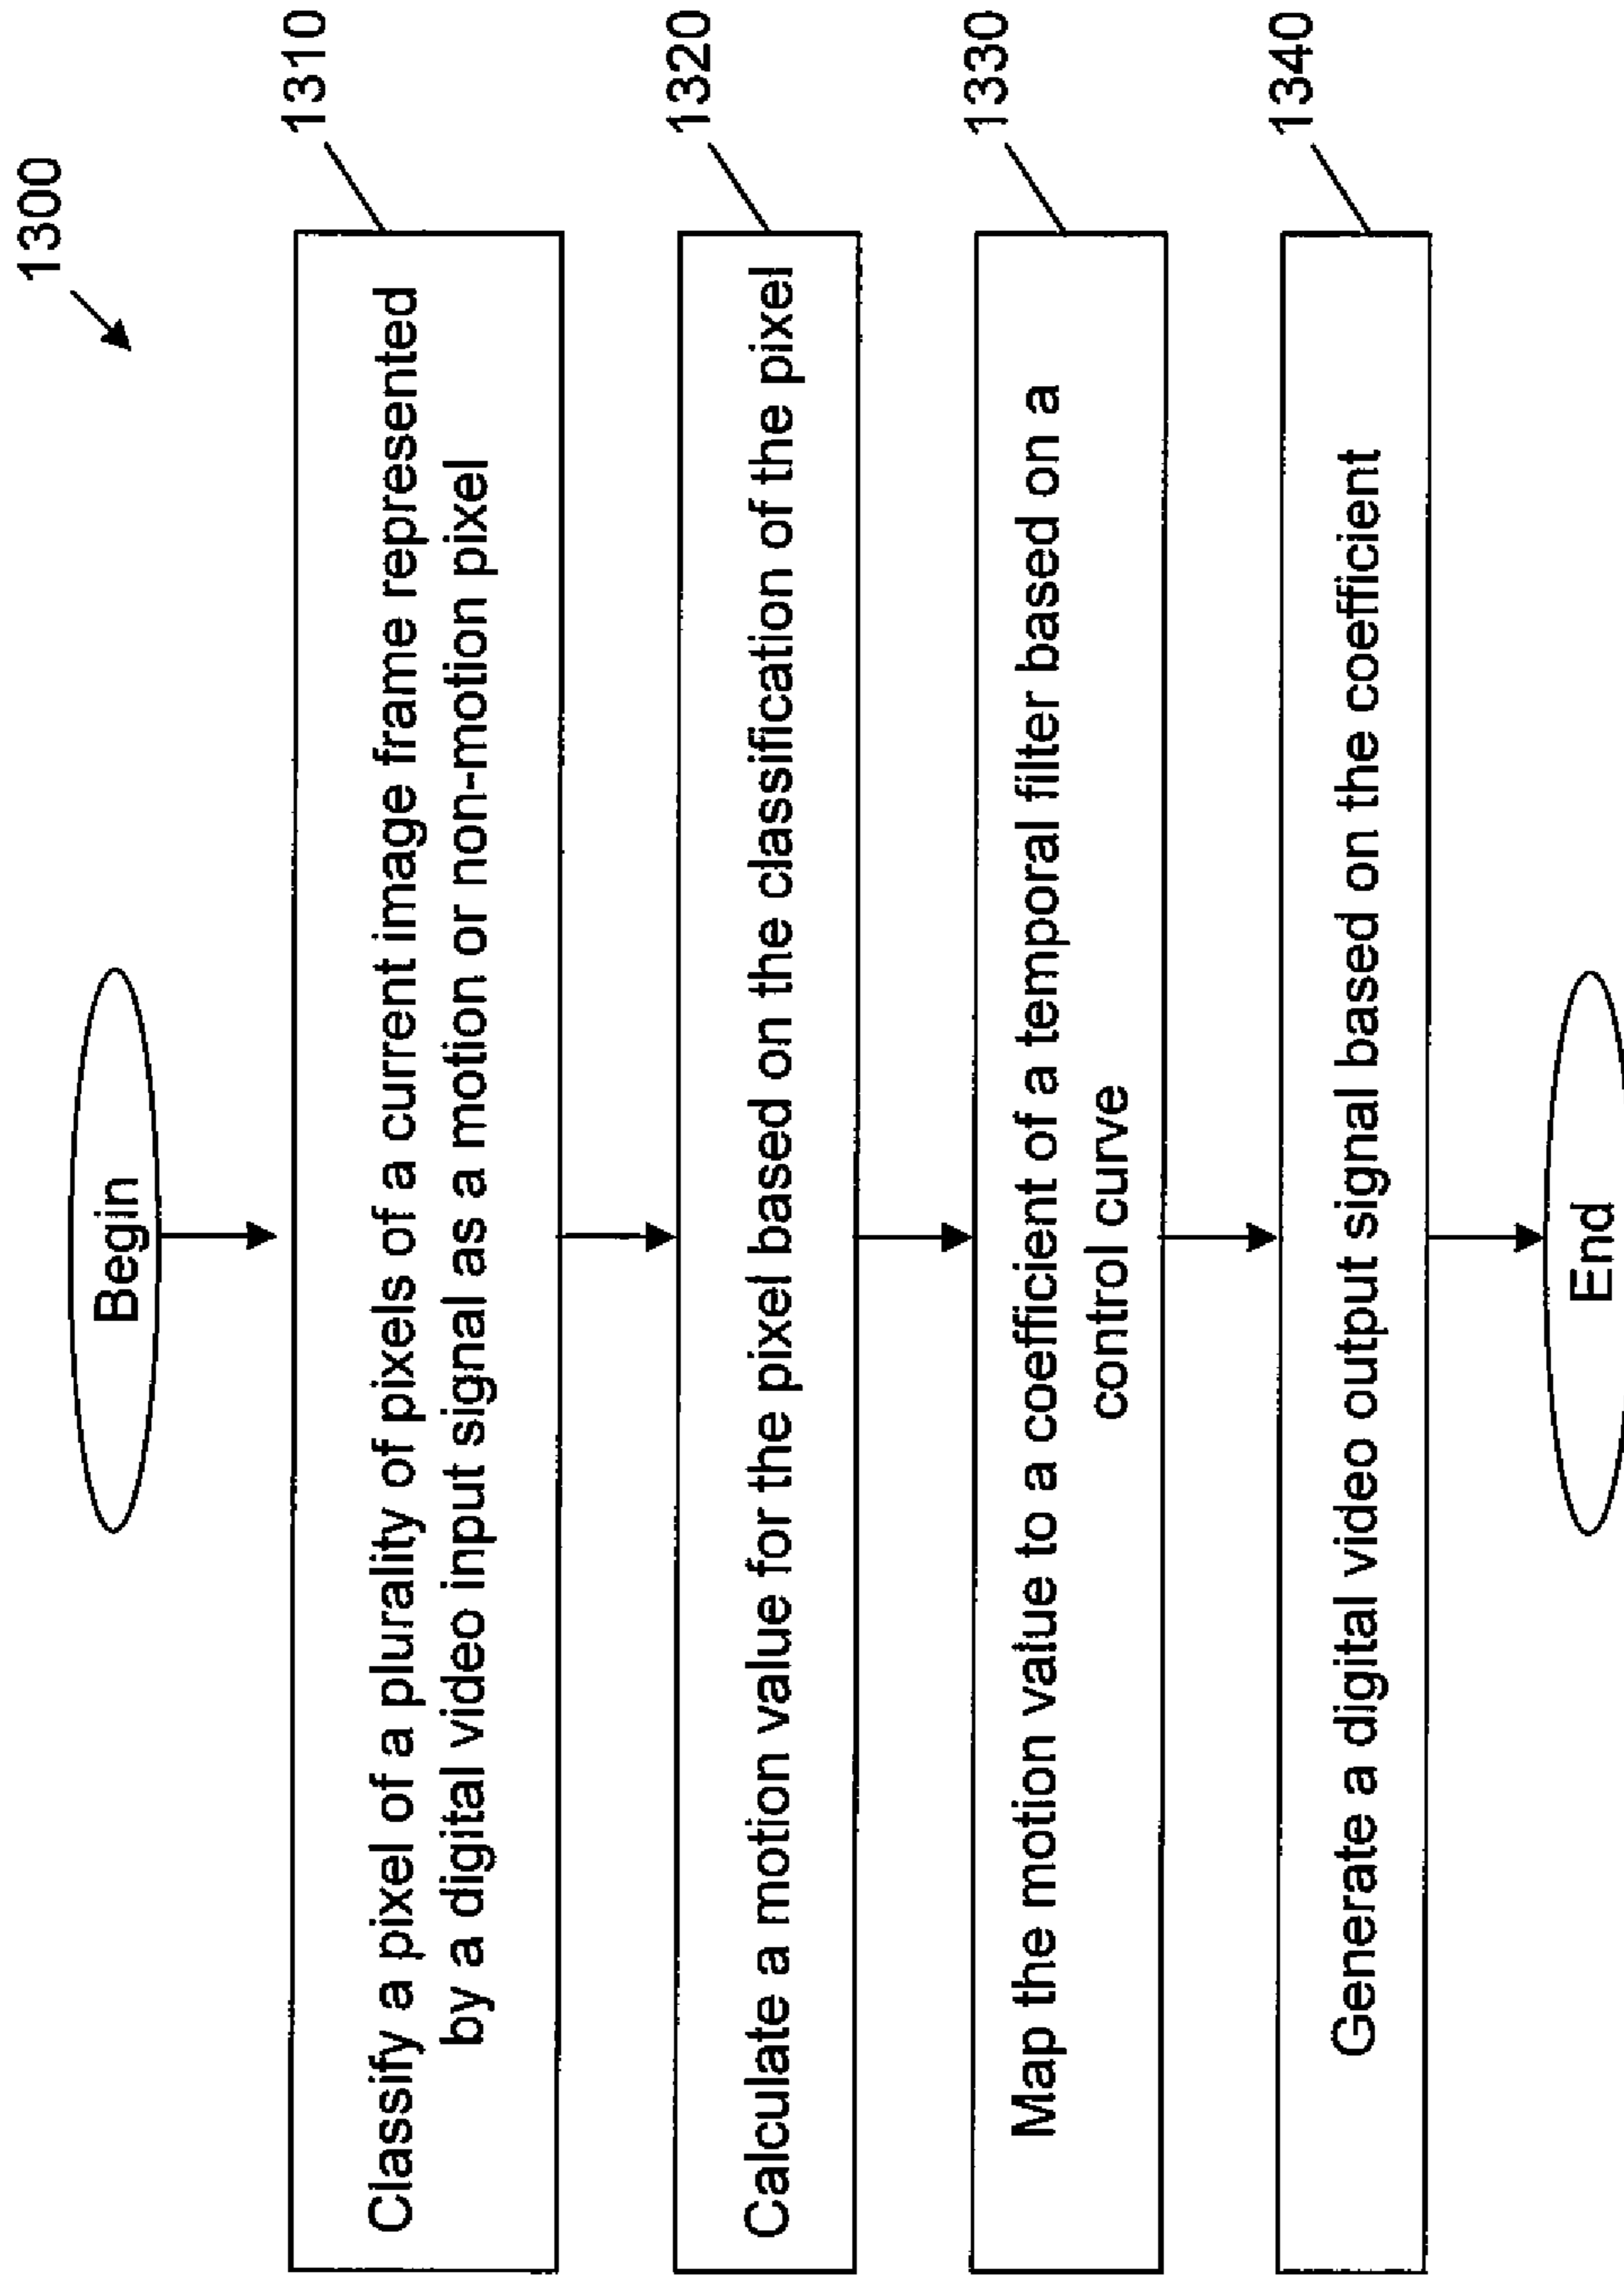 1300
Begin
Classify a pixel of a plurality of pixels of a current image frame represented
by a digital video input signal as a motion or non-motion pixel
1310
Calculate a motion value for the pixel based on the classification of the pixel
1320
Map the motion value to a coefficient of a temporal filter based on a
control curve
1330
Generate a digital video output signal based on the coefficient
1340
End